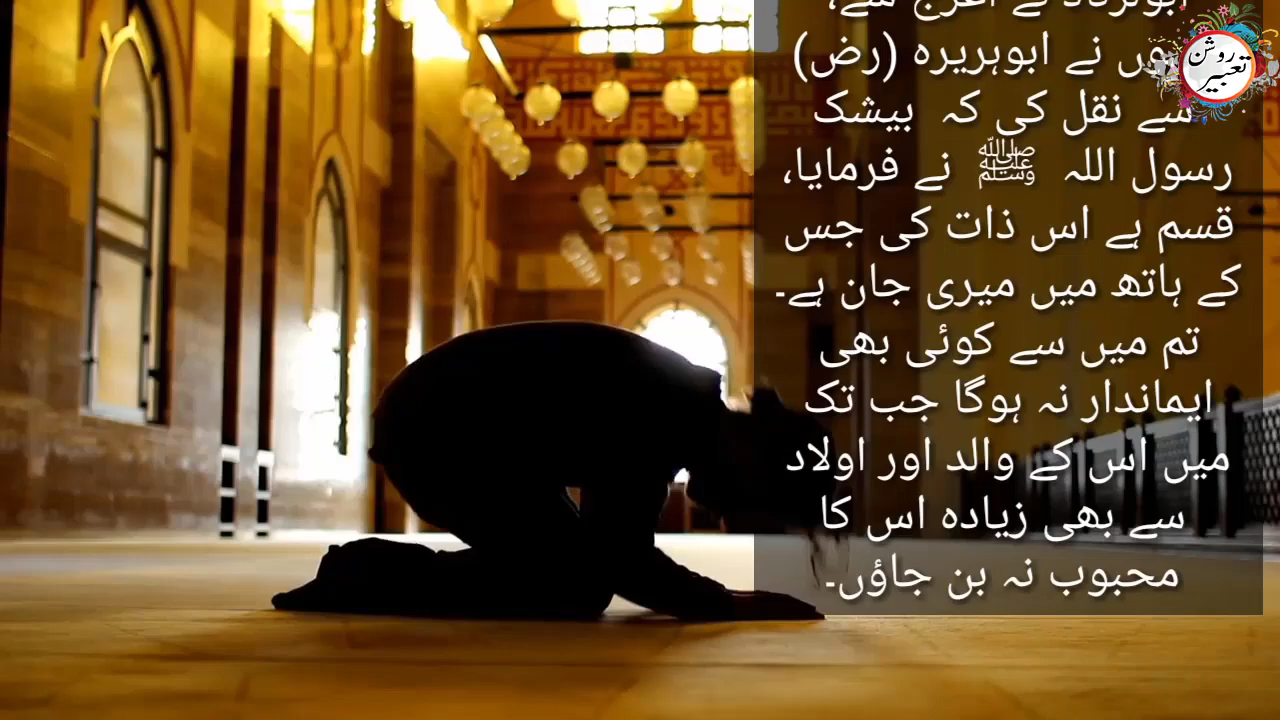 نے ابوہریرہ (رض)
سے نقل کی کہ بیشک
رسول اللہ ﷺ نے فرمایا،
قسم ہے اس ذات کی جس
کے ہاتھ میں میری جان ہے۔
تم میں سے کوئی بھی
ایماندار نہ ہوگا جب تک
میں اس کے والد اور اولاد
سے بھی زیادہ اس کا
محبوب نہ بن جاؤں۔
روشن
تعبیر